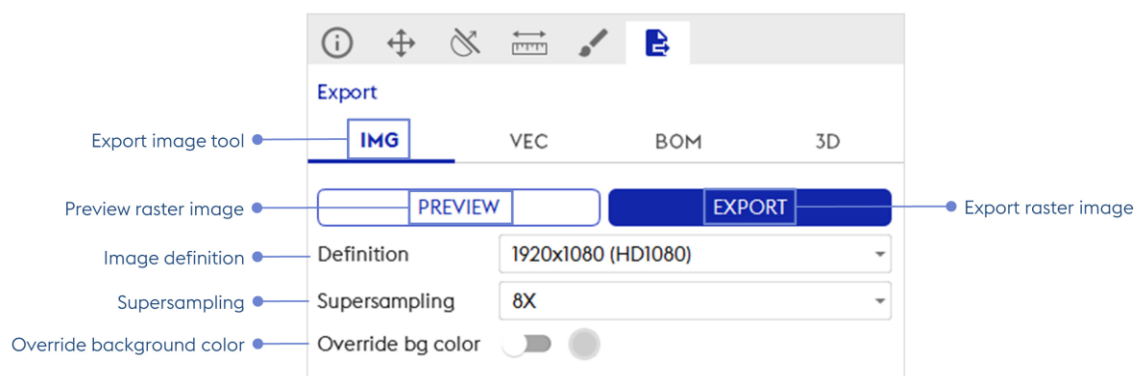 Export
Export image tool IMG VEC BOM 3D
Preview raster image PREVIEW EXPORT Export raster image
Image definition Definition 1920x1080 (HD1080)
Supersampling Supersampling 8X
Override background color Override bg color